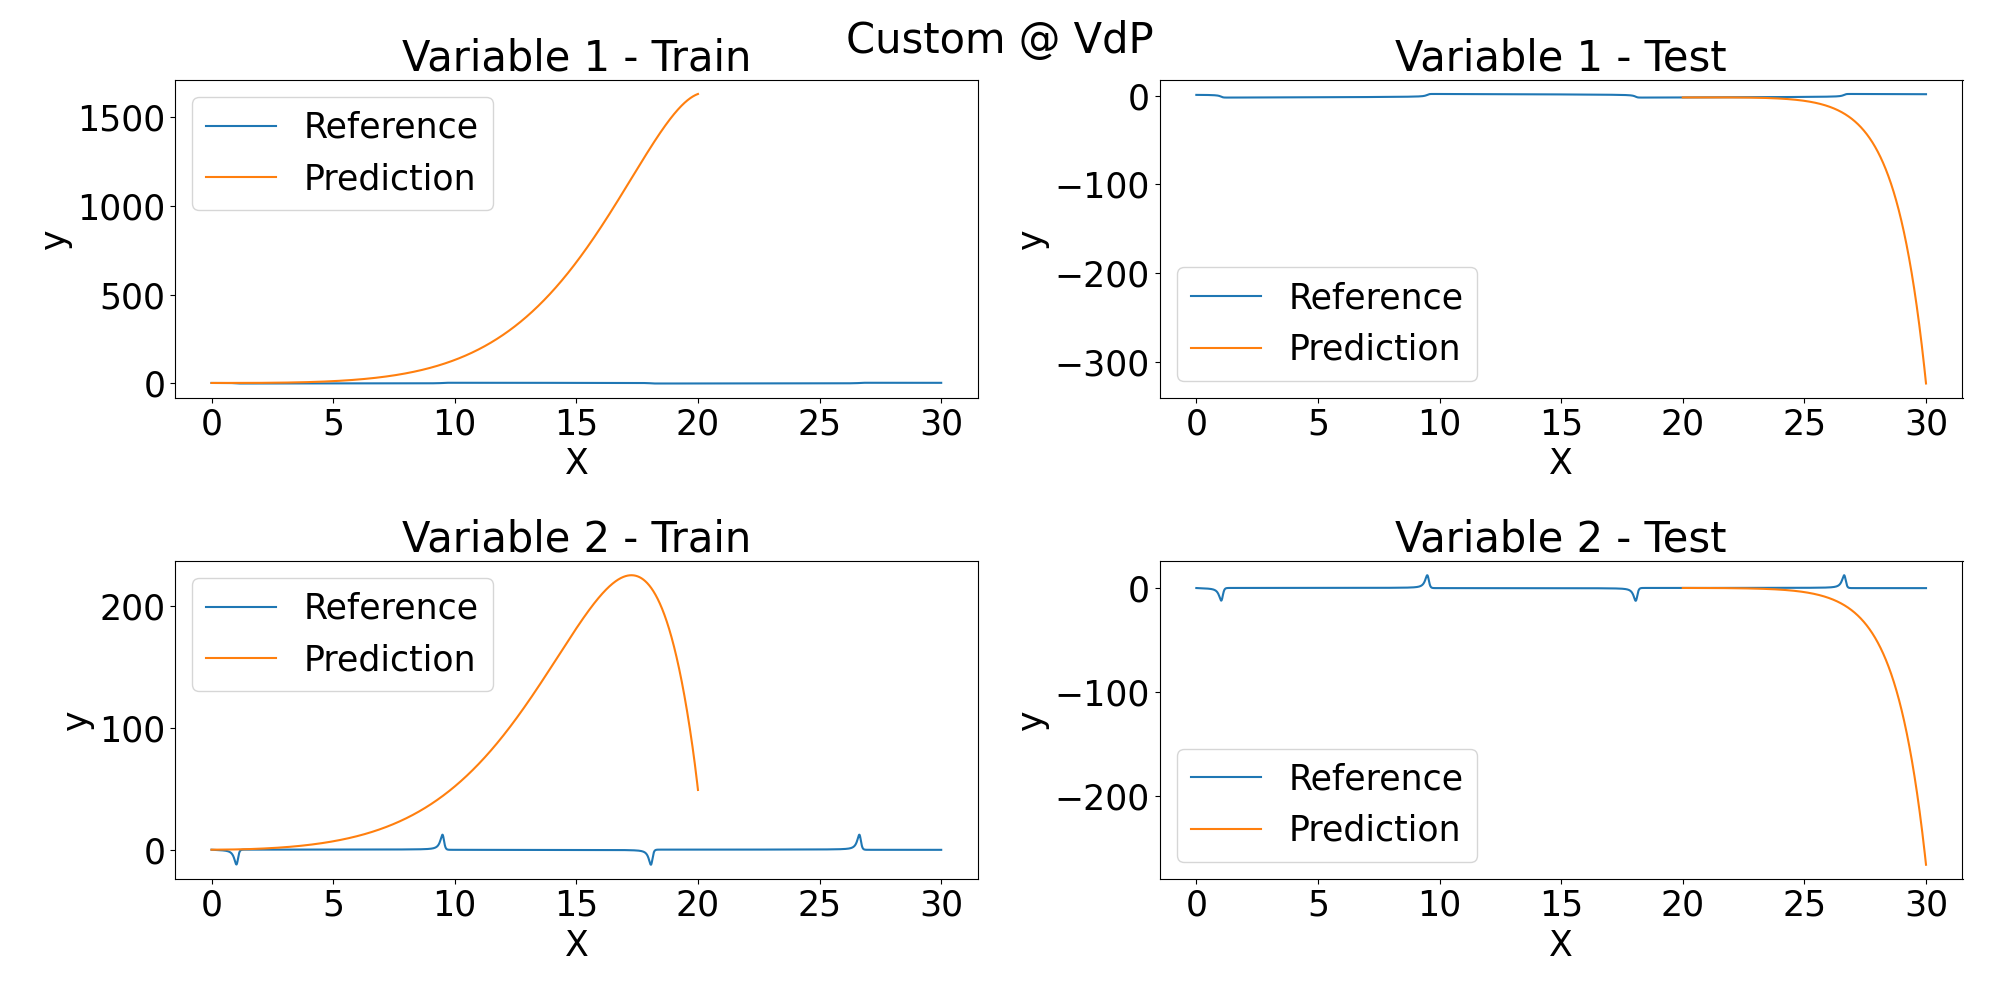 Custom @ VdP
Variable 1 - Train
Variable 1 - Test
1500
1000
500
0
y
Reference
Prediction
0 5 10 15 20 25 30
X
0
−100
−200
−300
y
Reference
Prediction
0 5 10 15 20 25 30
X
Variable 2 - Train
Variable 2 - Test
200
100
0
y
Reference
Prediction
0 5 10 15 20 25 30
X
0
−100
−200
y
Reference
Prediction
0 5 10 15 20 25 30
X